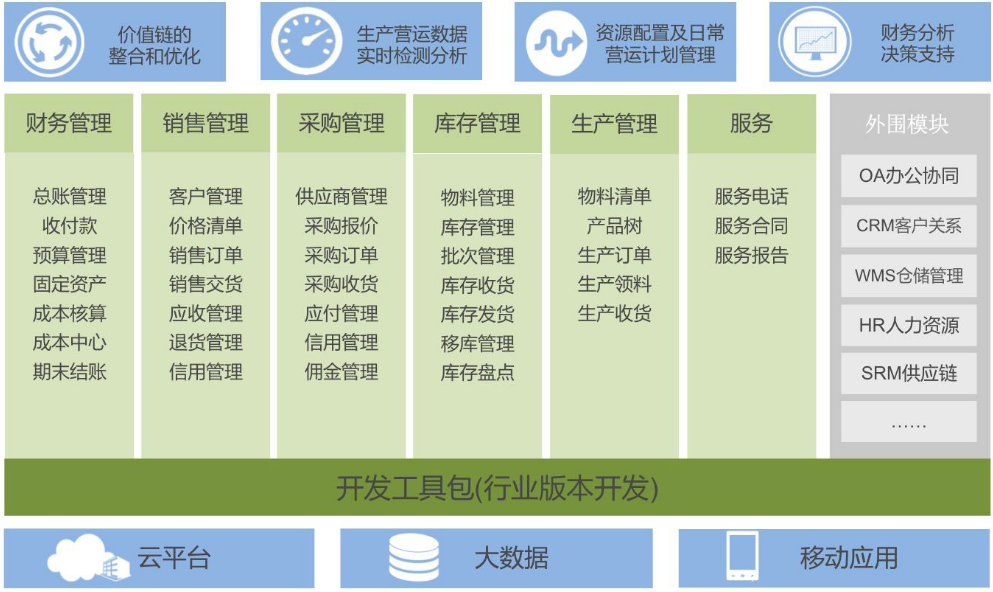 价值链的
整合和优化
生产营运数据
实时检测分析
资源配置及日常
营运计划管理
财务分析
决策支持
财务管理
总账管理
收付款
预算管理
固定资产
成本核算
成本中心
期末结账
销售管理
客户管理
价格清单
销售订单
销售交货
应收管理
退货管理
信用管理
采购管理
供应商管理
采购报价
采购订单
采购收货
应付管理
信用管理
佣金管理
库存管理
物料管理
库存管理
批次管理
库存收货
库存发货
移库管理
库存盘点
生产管理
物料清单
产品树
生产订单
生产领料
生产收货
服务
服务电话
服务合同
服务报告
外围模块
OA办公协同
CRM客户关系
WMS仓储管理
HR人力资源
SRM供应链
……
开发工具包(行业版本开发)
云平台
大数据
移动应用